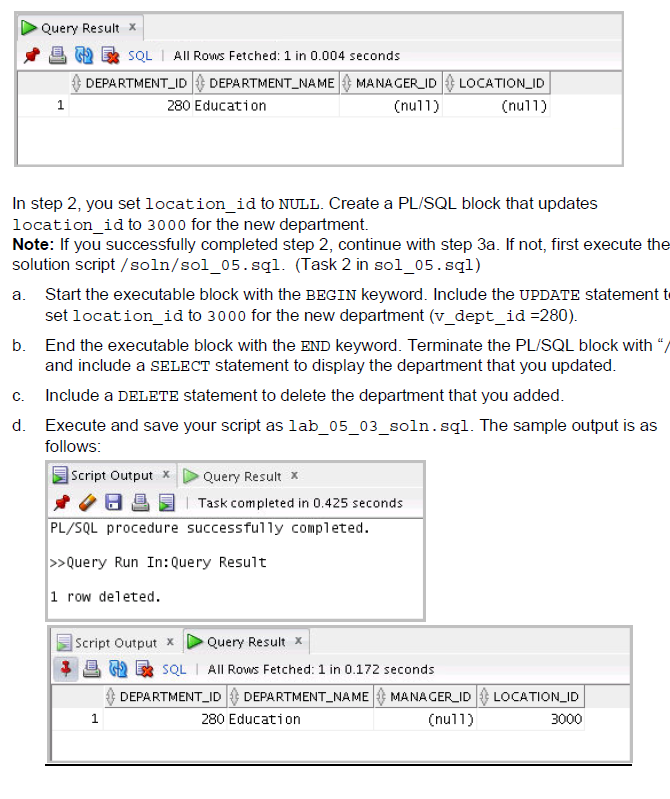 Query Result x
SQL | All Rows Fetched: 1 in 0.004 seconds
DEPARTMENT_ID DEPARTMENT_NAME MANAGER_ID LOCATION_ID
1 280 Education (null) (null)
In step 2, you set location_id to NULL. Create a PL/SQL block that updates
location_id to 3000 for the new department.
Note: If you successfully completed step 2, continue with step 3a. If not, first execute the
solution script /soln/sol_05.sql. (Task 2 in sol_05.sql)
a. Start the executable block with the BEGIN keyword. Include the UPDATE statement t
set location_id to 3000 for the new department (v_dept_id =280).
b. End the executable block with the END keyword. Terminate the PL/SQL block with “/
and include a SELECT statement to display the department that you updated.
c. Include a DELETE statement to delete the department that you added.
d. Execute and save your script as lab_05_03_soln.sql. The sample output is as
follows:
Script Output x Query Result x
| Task completed in 0.425 seconds
PL/SQL procedure successfully completed.
>>Query Run In:Query Result
1 row deleted.
Script Output x Query Result x
SQL | All Rows Fetched: 1 in 0.172 seconds
DEPARTMENT_ID DEPARTMENT_NAME MANAGER_ID LOCATION_ID
1 280 Education (null) 3000